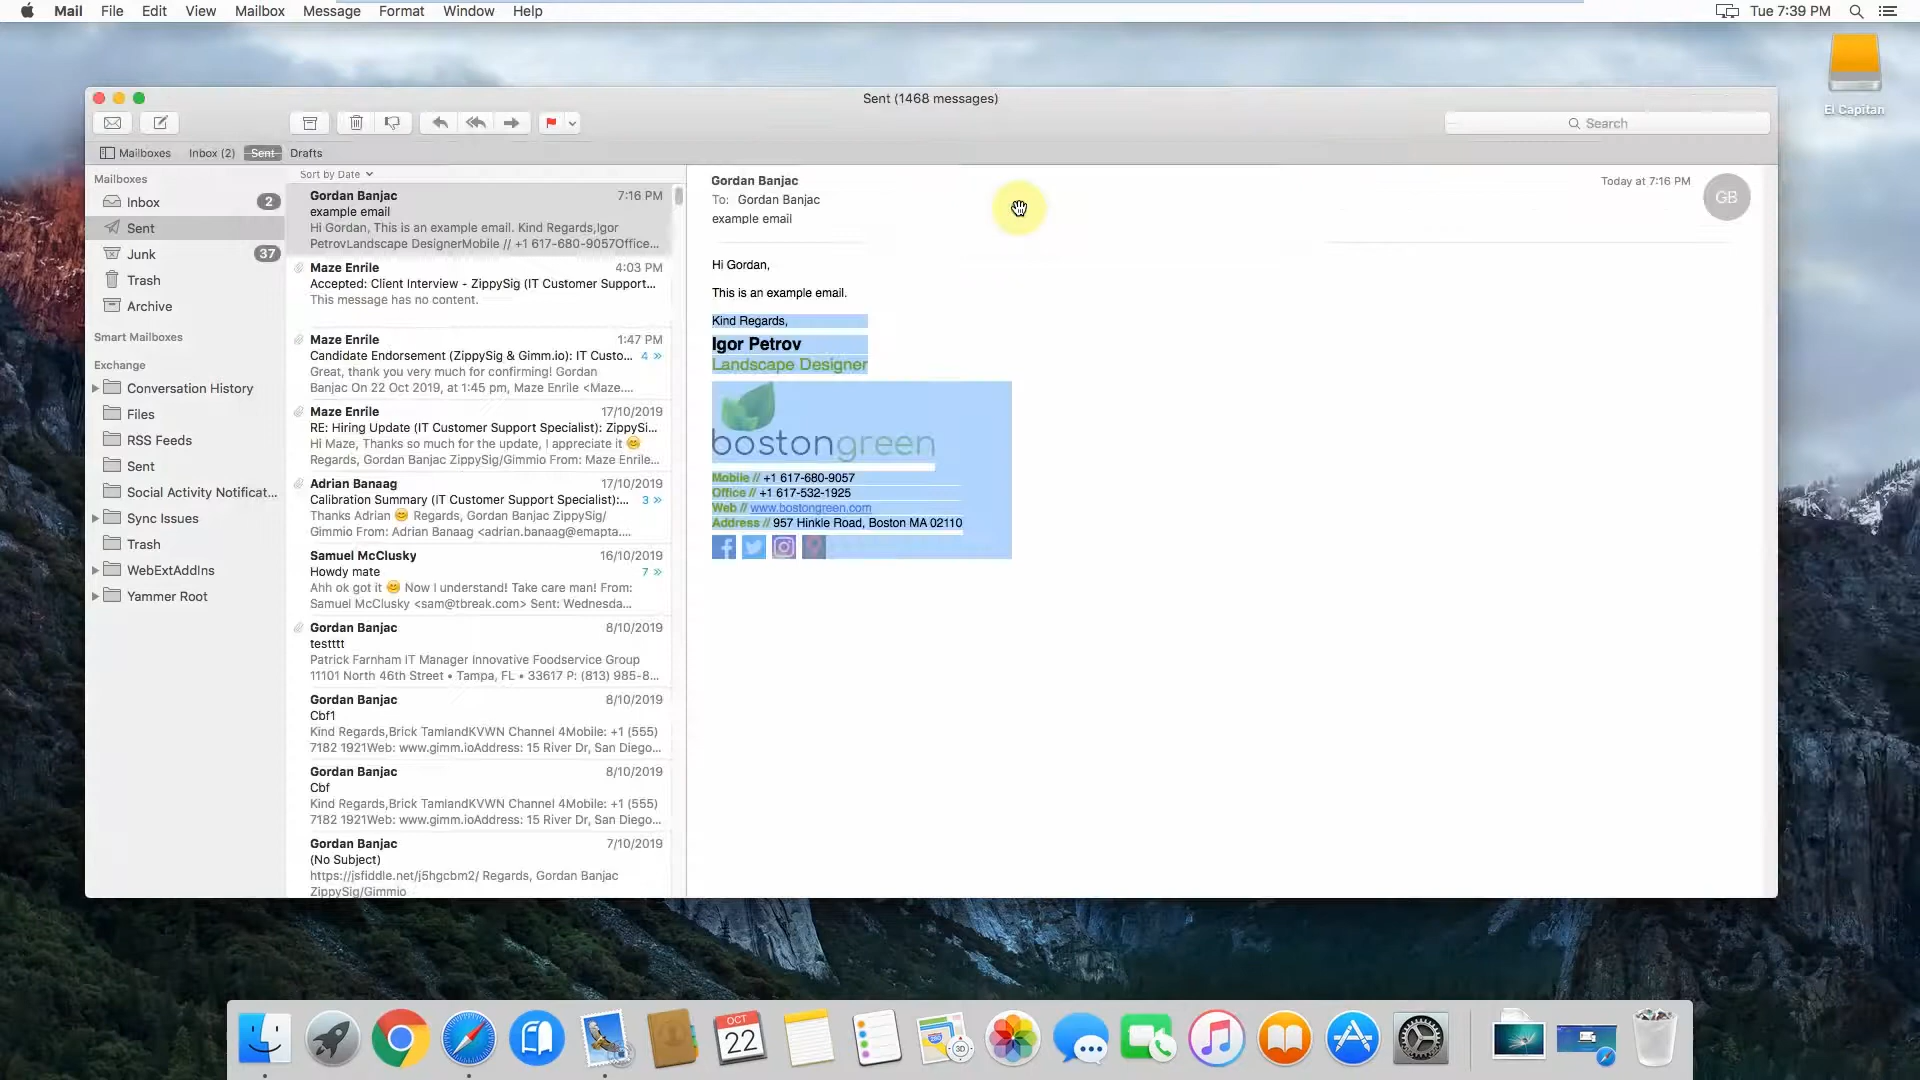 Mail File Edit View Mailbox Message Format Window Help
Tue 7:39 PM
El Capitan
Sent (1468 messages)
Search
Mailboxes Inbox (2) Sent Drafts
Mailboxes
Inbox 2
Sent
Junk 37
Trash
Archive
Smart Mailboxes
Exchange
Conversation History
Files
RSS Feeds
Sent
Social Activity Notificat...
Sync Issues
Trash
WebExtAddIns
Yammer Root
Sort by Date
Gordan Banjac 7:16 PM
example email
Hi Gordan, This is an example email. Kind Regards,Igor
PetrovLandscape DesignerMobile // +1 617-680-9057Office...
Maze Enrile 4:03 PM
Accepted: Client Interview - ZippySig (IT Customer Support...
This message has no content.
Maze Enrile 1:47 PM
Candidate Endorsement (ZippySig & Gimm.io): IT Custo... 4 »
Great, thank you very much for confirming! Gordan
Banjac On 22 Oct 2019, at 1:45 pm, Maze Enrile <Maze....
Maze Enrile 17/10/2019
RE: Hiring Update (IT Customer Support Specialist): ZippySi...
Hi Maze, Thanks so much for the update, I appreciate it 😊
Regards, Gordan Banjac ZippySig/Gimmio From: Maze Enrile...
Adrian Banaag 17/10/2019
Calibration Summary (IT Customer Support Specialist):... 3 »
Thanks Adrian 😊 Regards, Gordan Banjac ZippySig/
Gimmio From: Adrian Banaag <adrian.banaag@emapta....
Samuel McClusky 16/10/2019
Howdy mate 7 »
Ahh ok got it 😊 Now I understand! Take care man! From:
Samuel McClusky <sam@tbreak.com> Sent: Wednesda...
Gordan Banjac 8/10/2019
testttt
Patrick Farnham IT Manager Innovative Foodservice Group
11101 North 46th Street • Tampa, FL • 33617 P: (813) 985-8...
Gordan Banjac 8/10/2019
Cbf1
Kind Regards,Brick TamlandKVWN Channel 4Mobile: +1 (555)
7182 1921Web: www.gimm.ioAddress: 15 River Dr, San Diego...
Gordan Banjac 8/10/2019
Cbf
Kind Regards,Brick TamlandKVWN Channel 4Mobile: +1 (555)
7182 1921Web: www.gimm.ioAddress: 15 River Dr, San Diego...
Gordan Banjac 7/10/2019
(No Subject)
https://jsfiddle.net/j5hgcbm2/ Regards, Gordan Banjac
ZippySig/Gimmio
Gordan Banjac
Today at 7:16 PM
GB
To: Gordan Banjac
example email
Hi Gordan,
This is an example email.
Kind Regards,
Igor Petrov
Landscape Designer
bostongreen
Mobile // +1 617-680-9057
Office // +1 617-532-1925
Web // www.bostongreen.com
Address // 957 Hinkle Road, Boston MA 02110
OCT
22
3D